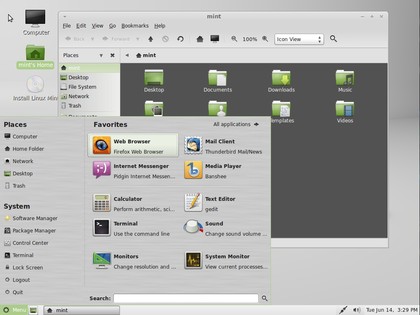 Computer
mint's Home
Install Linux Min
mint
File Edit View Go Bookmarks Help
Back Forward
100% Icon View
Places
mint
Desktop
File System
Network
Trash
Desktop Documents Downloads Music
Templates Videos
Places
Computer
Home Folder
Network
Desktop
Trash
System
Software Manager
Package Manager
Control Center
Terminal
Lock Screen
Logout
Quit
Favorites All applications
Web Browser
Firefox Web Browser
Mail Client
Thunderbird Mail/News
Internet Messenger
Pidgin Internet Messen...
Media Player
Banshee
Calculator
Perform arithmetic, sci...
Text Editor
gedit
Terminal
Use the command line
Sound
Change sound volume ...
Monitors
Change resolution and ...
System Monitor
View current processes...
Search:
Menu mint Tue Jun 14, 3:29 PM